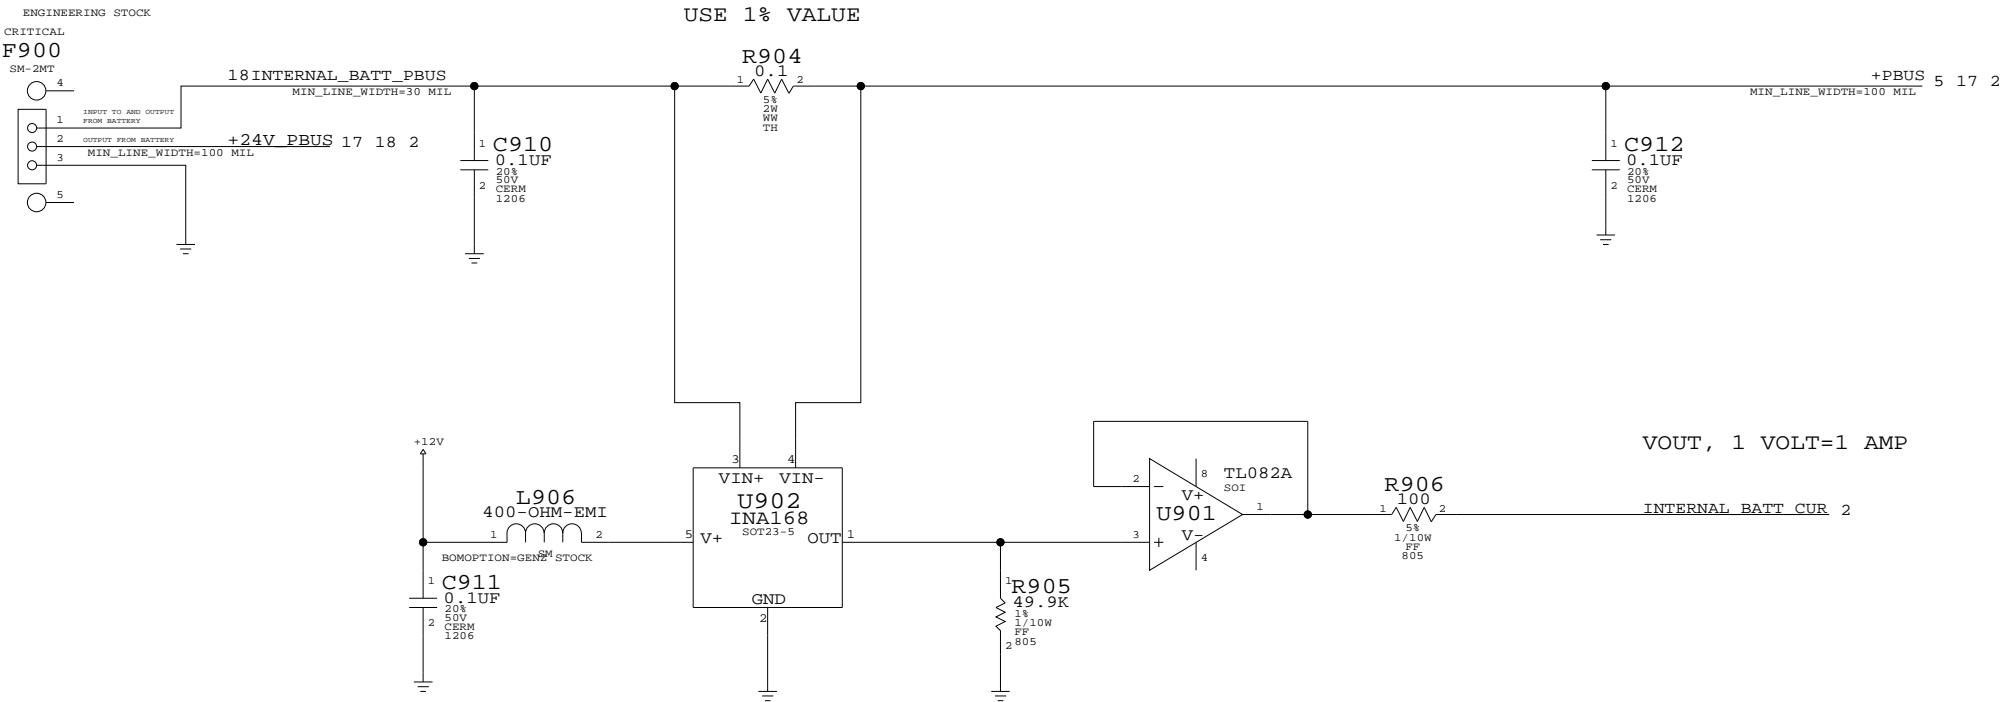 ENGINEERING STOCK
CRITICAL
F900
SM-2MT
4
1
INPUT TO AND OUTPUT
FROM BATTERY
2
OUTPUT FROM BATTERY
+24V_PBUS 17 18 2
MIN_LINE_WIDTH=100 MIL
3
5
18 INTERNAL_BATT_PBUS
MIN_LINE_WIDTH=30 MIL
1
C910
0.1UF
20%
50V
CERM
1206
2
USE 1% VALUE
R904
0.1
1
2
5%
2W
WW
TH
+PBUS 5 17 2
MIN_LINE_WIDTH=100 MIL
1
C912
0.1UF
20%
50V
CERM
1206
2
+12V
L906
400-OHM-EMI
1
2
SM
BOMOPTION=GENZ STOCK
1
C911
0.1UF
20%
50V
CERM
1206
2
3
4
VIN+ VIN-
U902
INA168
SOT23-5
5
V+
OUT
1
GND
2
1
R905
49.9K
1%
1/10W
FF
805
2
2
-
8
TL082A
SOI
V+
U901
1
3
+
V-
4
VOUT, 1 VOLT=1 AMP
R906
100
1
2
5%
1/10W
FF
805
INTERNAL_BATT_CUR 2